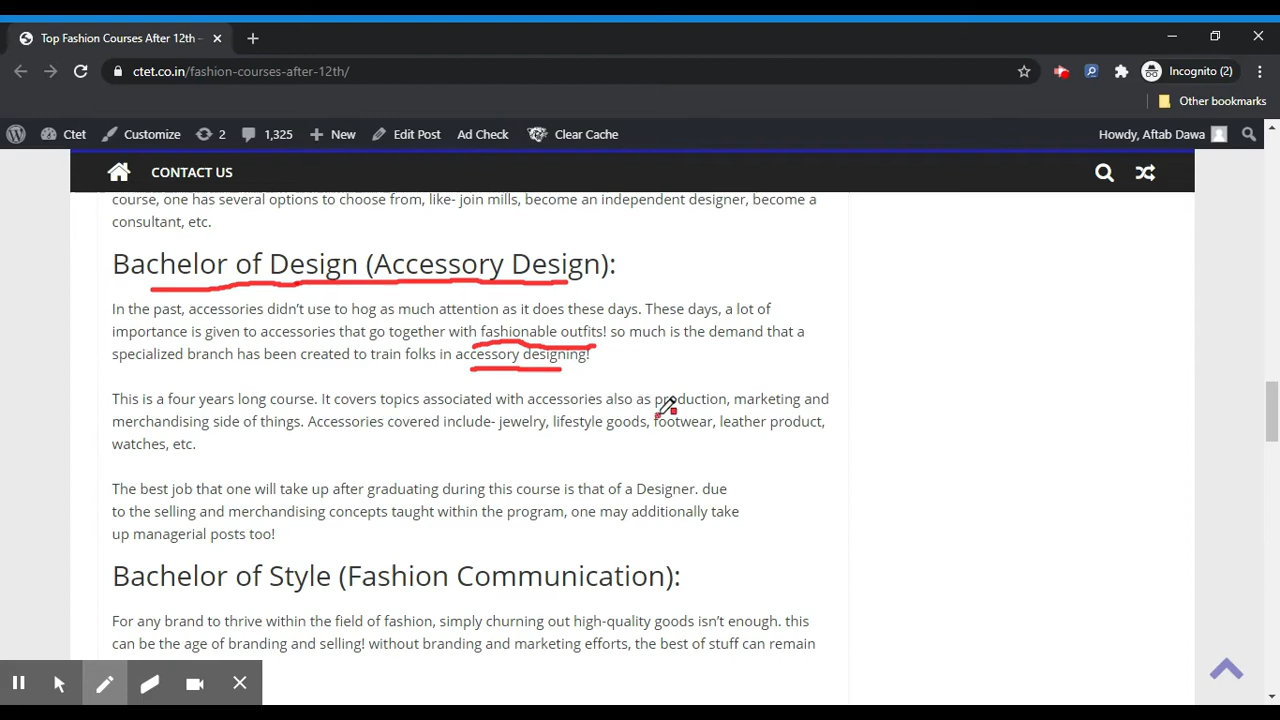 Top Fashion Courses After 12th –
ctet.co.in/fashion-courses-after-12th/
Incognito (2)
Other bookmarks
Ctet Customize 2 1,325 New Edit Post Ad Check Clear Cache Howdy, Aftab Dawa
CONTACT US
course, one has several options to choose from, like- join mills, become an independent designer, become a
consultant, etc.
Bachelor of Design (Accessory Design):
In the past, accessories didn’t use to hog as much attention as it does these days. These days, a lot of
importance is given to accessories that go together with fashionable outfits! so much is the demand that a
specialized branch has been created to train folks in accessory designing!
This is a four years long course. It covers topics associated with accessories also as production, marketing and
merchandising side of things. Accessories covered include- jewelry, lifestyle goods, footwear, leather product,
watches, etc.
The best job that one will take up after graduating during this course is that of a Designer. due
to the selling and merchandising concepts taught within the program, one may additionally take
up managerial posts too!
Bachelor of Style (Fashion Communication):
For any brand to thrive within the field of fashion, simply churning out high-quality goods isn’t enough. this
can be the age of branding and selling! without branding and marketing efforts, the best of stuff can remain